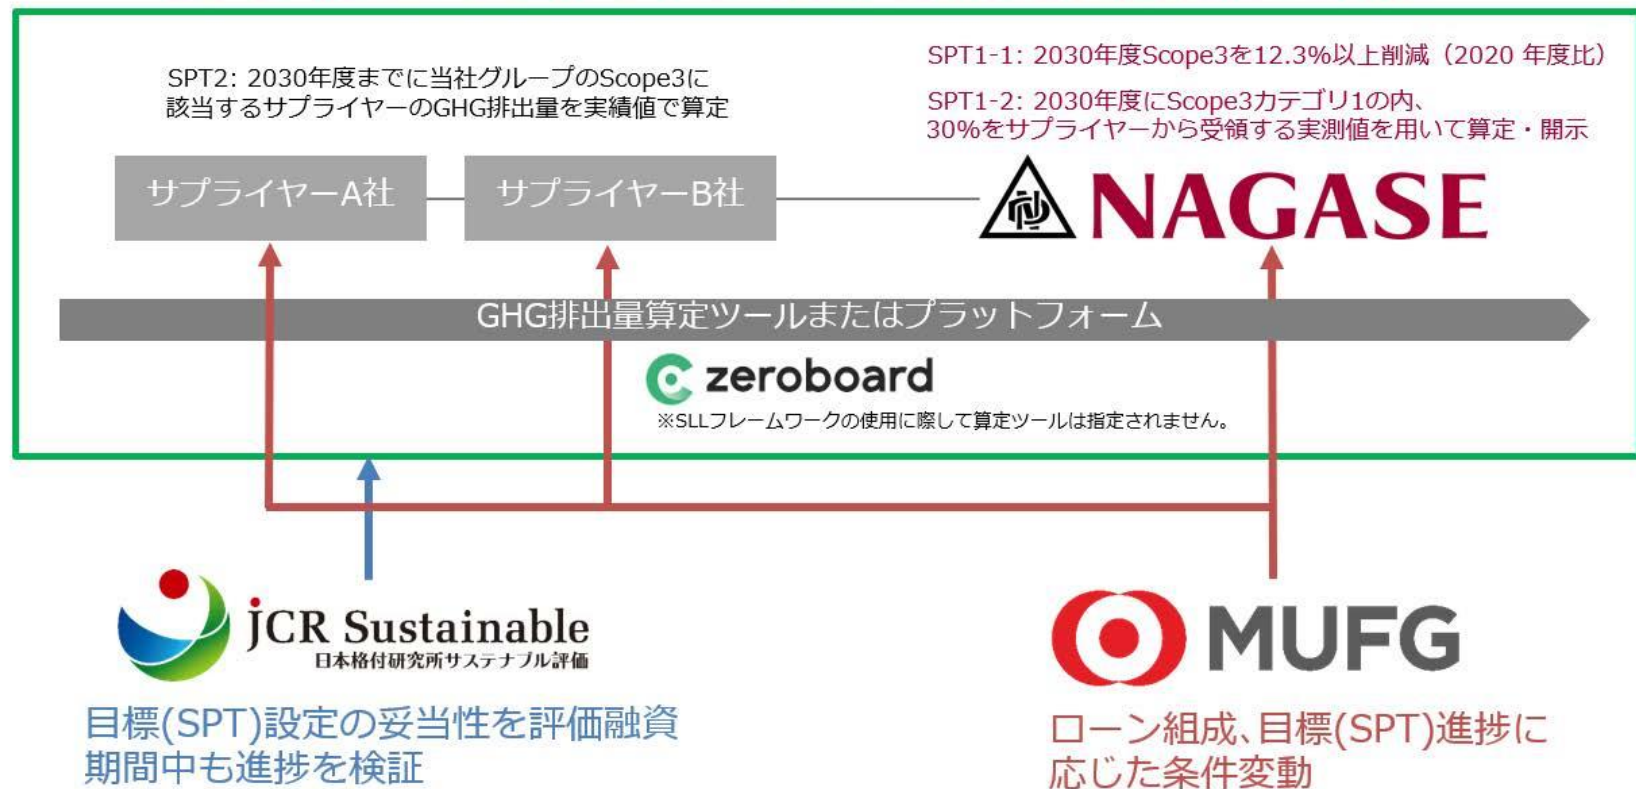 SPT2: 2030年度までに当社グループのScope3に
該当するサプライヤーのGHG排出量を実績値で算定
SPT1-1: 2030年度Scope3を12.3%以上削減（2020 年度比）
SPT1-2: 2030年度にScope3カテゴリ1の内、
30%をサプライヤーから受領する実測値を用いて算定・開示
サプライヤーA社
サプライヤーB社
NAGASE
GHG排出量算定ツールまたはプラットフォーム
zeroboard
※SLLフレームワークの使用に際して算定ツールは指定されません。
JCR Sustainable
日本格付研究所サステナブル評価
目標(SPT)設定の妥当性を評価融資
期間中も進捗を検証
MUFG
ローン組成、目標(SPT)進捗に
応じた条件変動